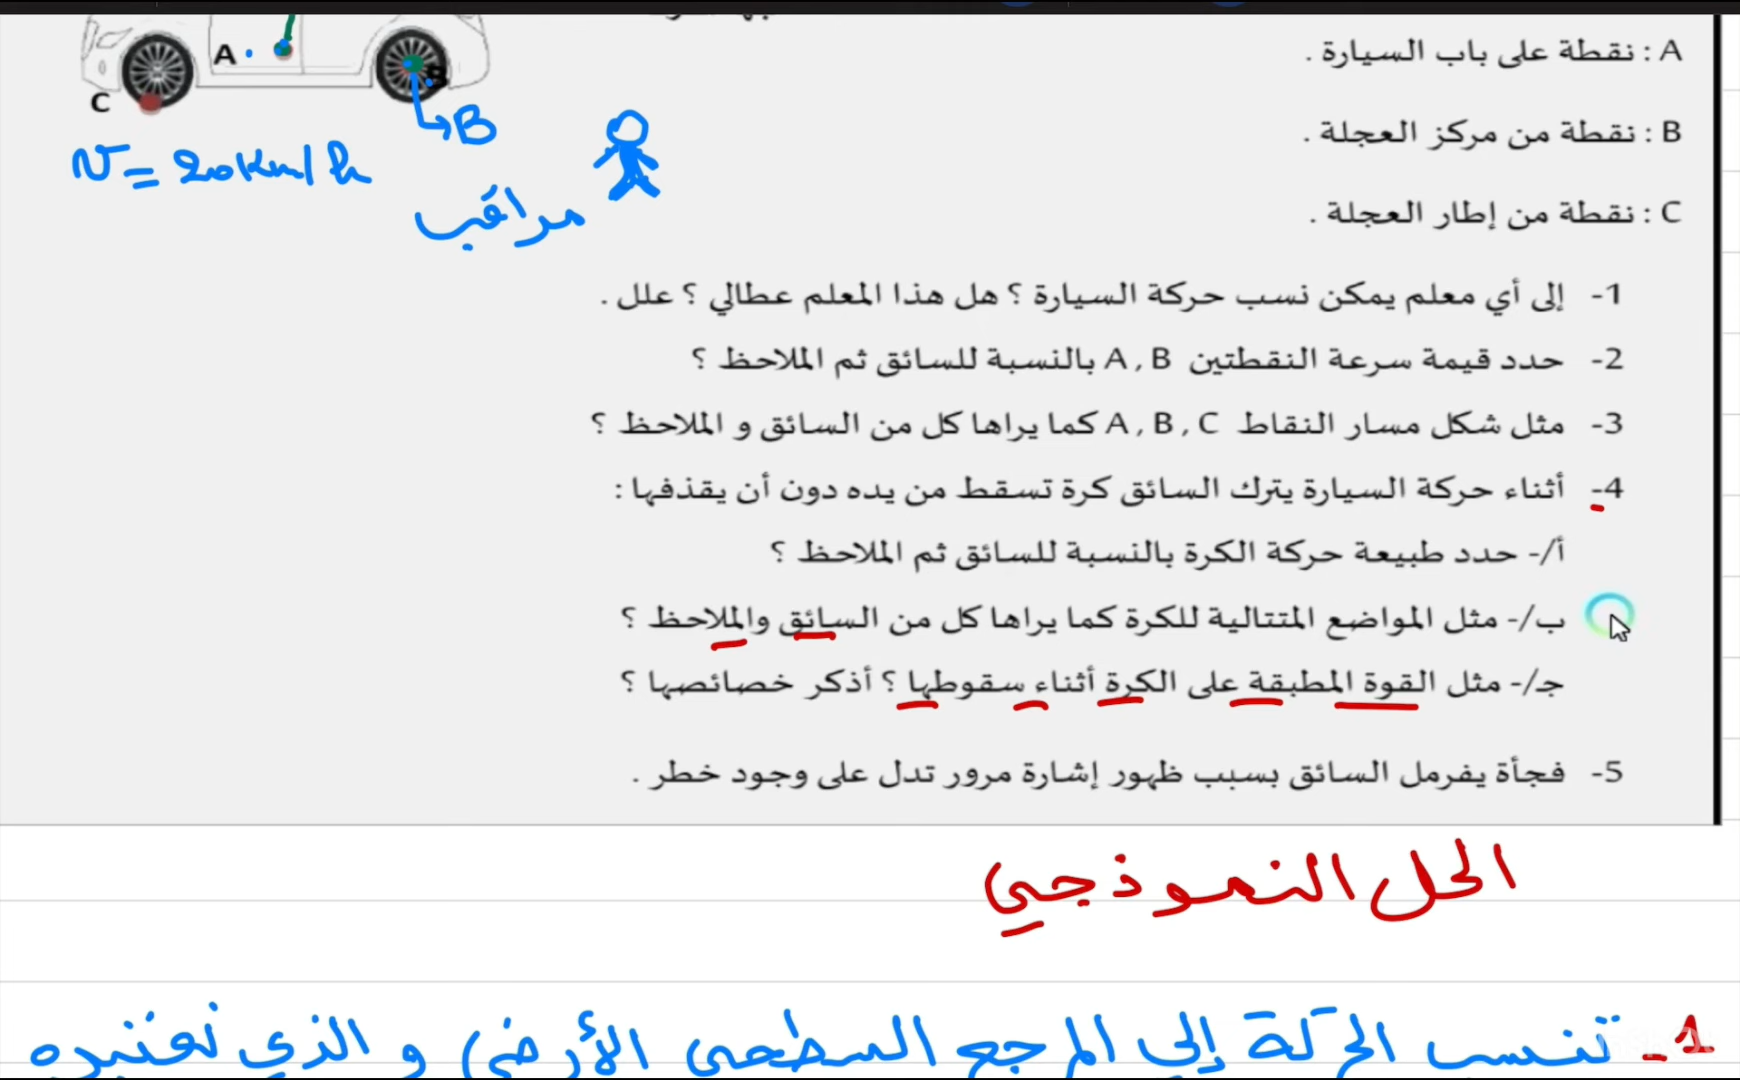 A : نقطة على باب السيارة .
A
B
C
B
B : نقطة من مركز العجلة .
v = 20 Km/h
مراقب
C : نقطة من إطار العجلة .
1- إلى أي معلم يمكن نسب حركة السيارة ؟ هل هذا المعلم عطالي ؟ علل .
2- حدد قيمة سرعة النقطتين A , B بالنسبة للسائق ثم الملاحظ ؟
3- مثل شكل مسار النقاط A , B , C كما يراها كل من السائق و الملاحظ ؟
4- أثناء حركة السيارة يترك السائق كرة تسقط من يده دون أن يقذفها :
أ/- حدد طبيعة حركة الكرة بالنسبة للسائق ثم الملاحظ ؟
ب/- مثل المواضع المتتالية للكرة كما يراها كل من السائق والملاحظ ؟
ج/- مثل القوة المطبقة على الكرة أثناء سقوطها ؟ أذكر خصائصها ؟
5- فجأة يفرمل السائق بسبب ظهور إشارة مرور تدل على وجود خطر .
الحل النموذجي
1- تنسب الحركة إلى المرجع السطحي الأرضي و الذي نعتبره